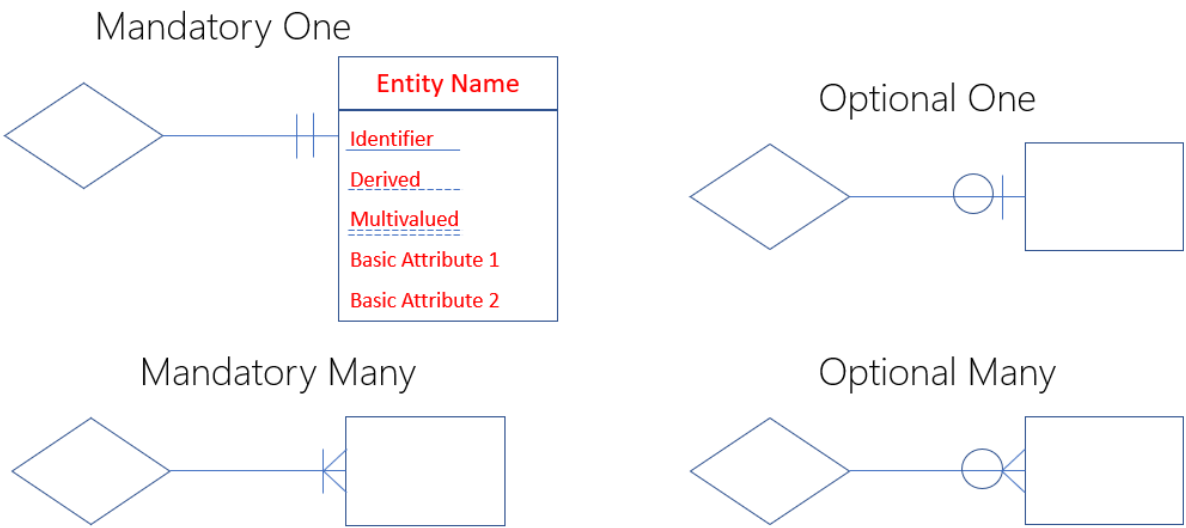 Mandatory One
Entity Name
Identifier
Derived
Multivalued
Basic Attribute 1
Basic Attribute 2
Optional One
Mandatory Many
Optional Many